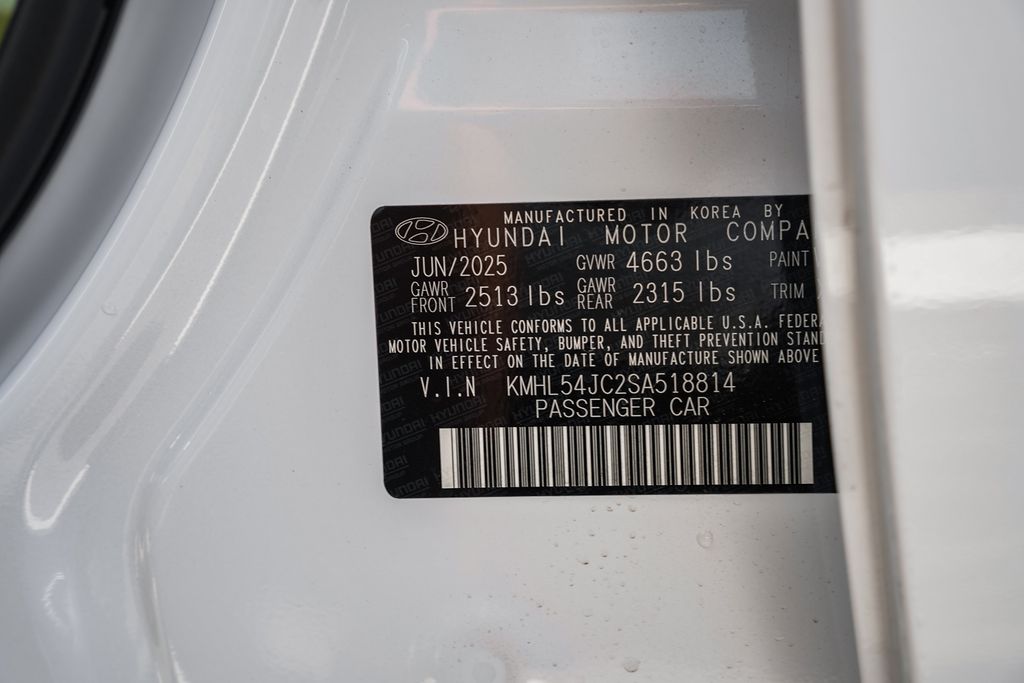 MANUFACTURED IN KOREA BY
HYUNDAI MOTOR COMPA
JUN/2025 GVWR 4663 lbs PAINT
GAWR FRONT 2513 lbs GAWR REAR 2315 lbs TRIM
THIS VEHICLE CONFORMS TO ALL APPLICABLE U.S.A. FEDERA
MOTOR VEHICLE SAFETY, BUMPER, AND THEFT PREVENTION STAND
IN EFFECT ON THE DATE OF MANUFACTURE SHOWN ABOVE
V.I.N KMHL54JC2SA518814
PASSENGER CAR